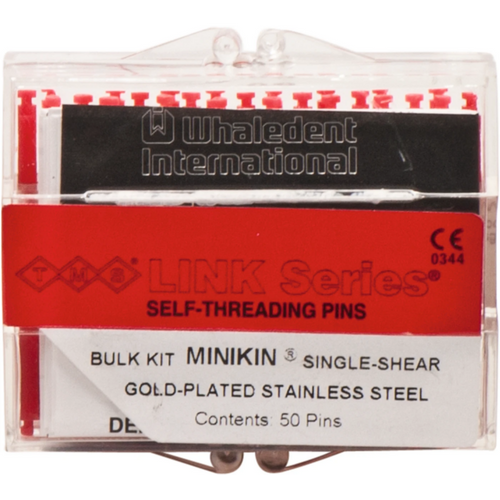 Whaledent
International
CE
0344
TMS LINK Series®
SELF-THREADING PINS
BULK KIT MINIKIN® SINGLE-SHEAR
GOLD-PLATED STAINLESS STEEL
Contents: 50 Pins